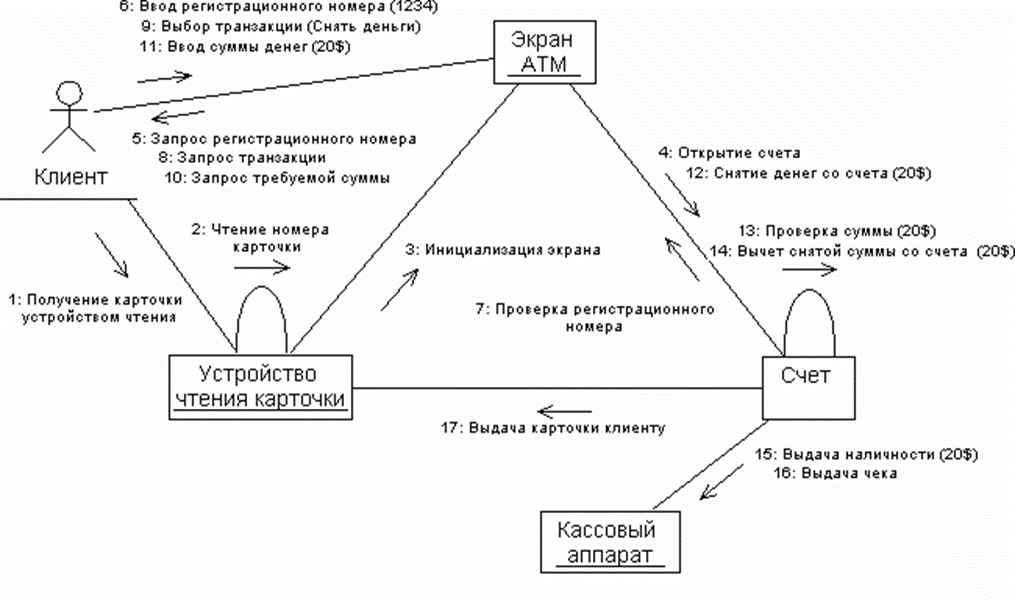 6: Ввод регистрационного номера (1234)
9: Выбор транзакции (Снять деньги)
11: Ввод суммы денег (20$)
Экран
АТМ
Клиент
5: Запрос регистрационного номера
8: Запрос транзакции
10: Запрос требуемой суммы
4: Открытие счета
12: Снятие денег со счета (20$)
2: Чтение номера
карточки
3: Инициализация экрана
13: Проверка суммы (20$)
14: Вычет снятой суммы со счета (20$)
1: Получение карточки
устройством чтения
7: Проверка регистрационного
номера
Устройство
чтения карточки
Счет
17: Выдача карточки клиенту
15: Выдача наличности (20$)
16: Выдача чека
Кассовый
аппарат